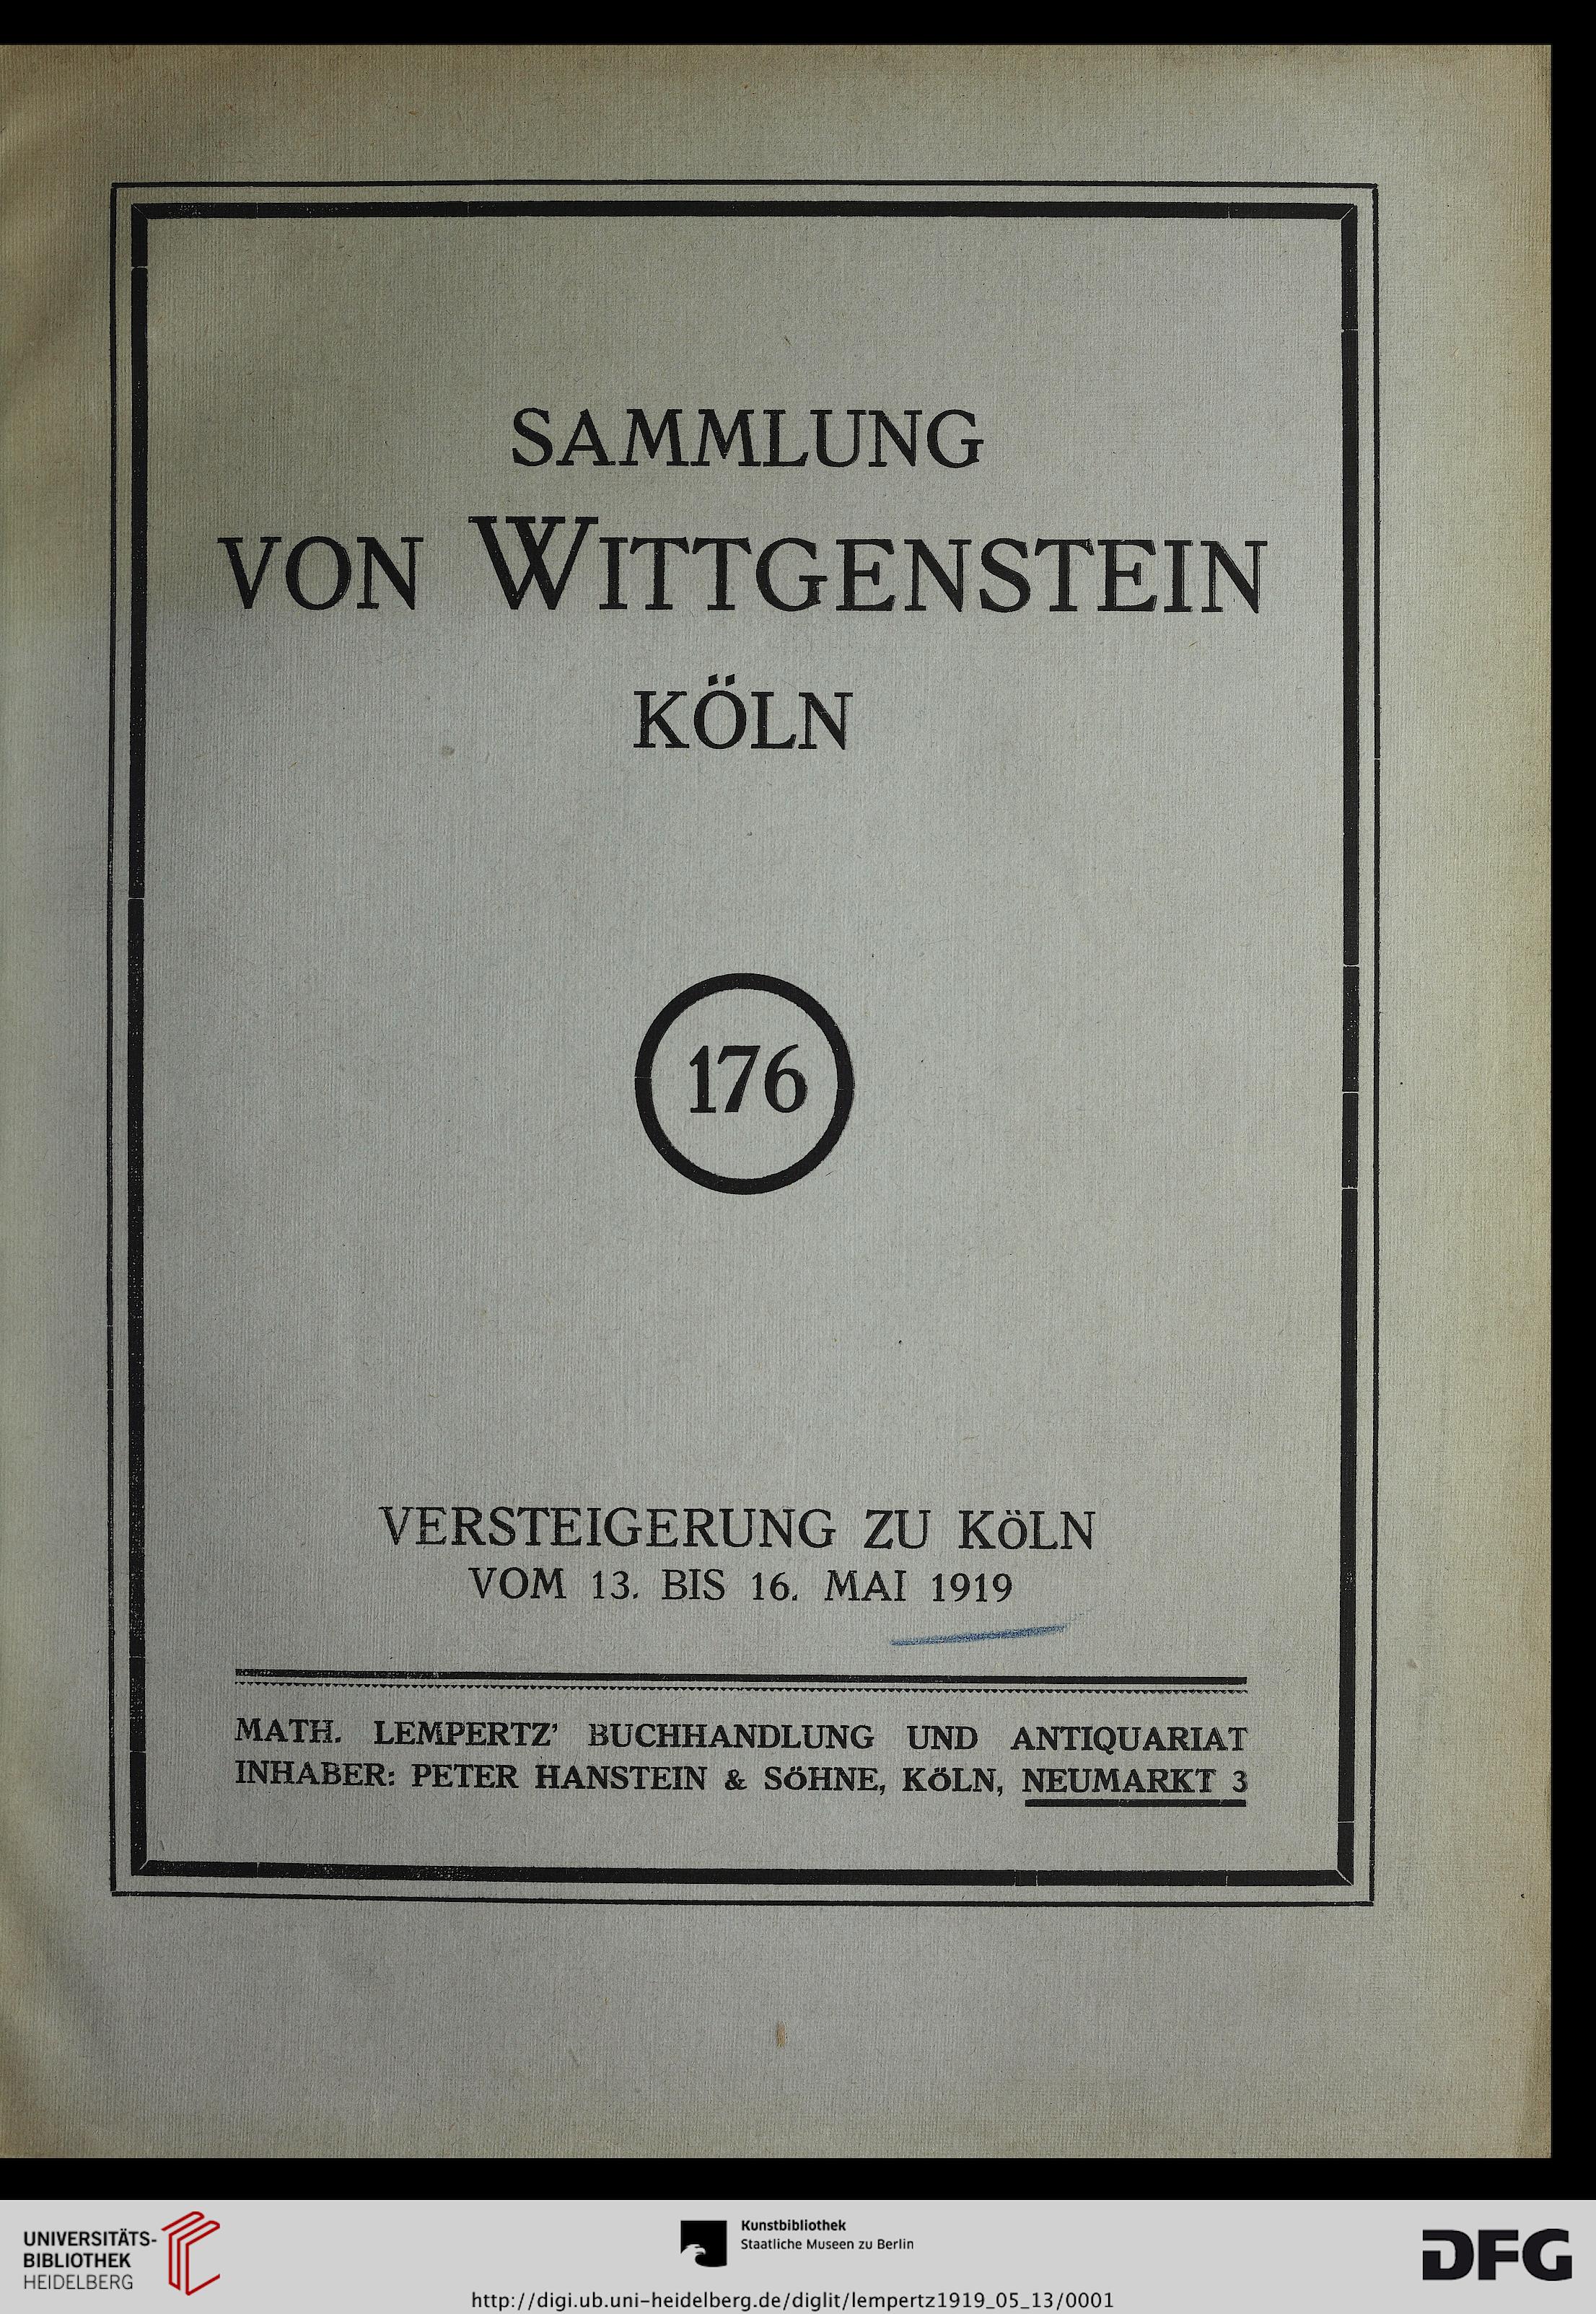 SAMMLUNG
VON WITTGENSTEIN
KÖLN
176
VERSTEIGERUNG ZU KÖLN
VOM 13. BIS 16. MAI 1919
MATH. LEMPERTZ' BUCHHANDLUNG UND ANTIQUARIAT
INHABER: PETER HANSTEIN & SÖHNE, KÖLN, NEUMARKT 3
UNIVERSITÄTS-
BIBLIOTHEK
HEIDELBERG
Kunstbibliothek
Staatliche Museen zu Berlin
DFG
http://digi.ub.uni-heidelberg.de/diglit/lempertz1919_05_13/0001